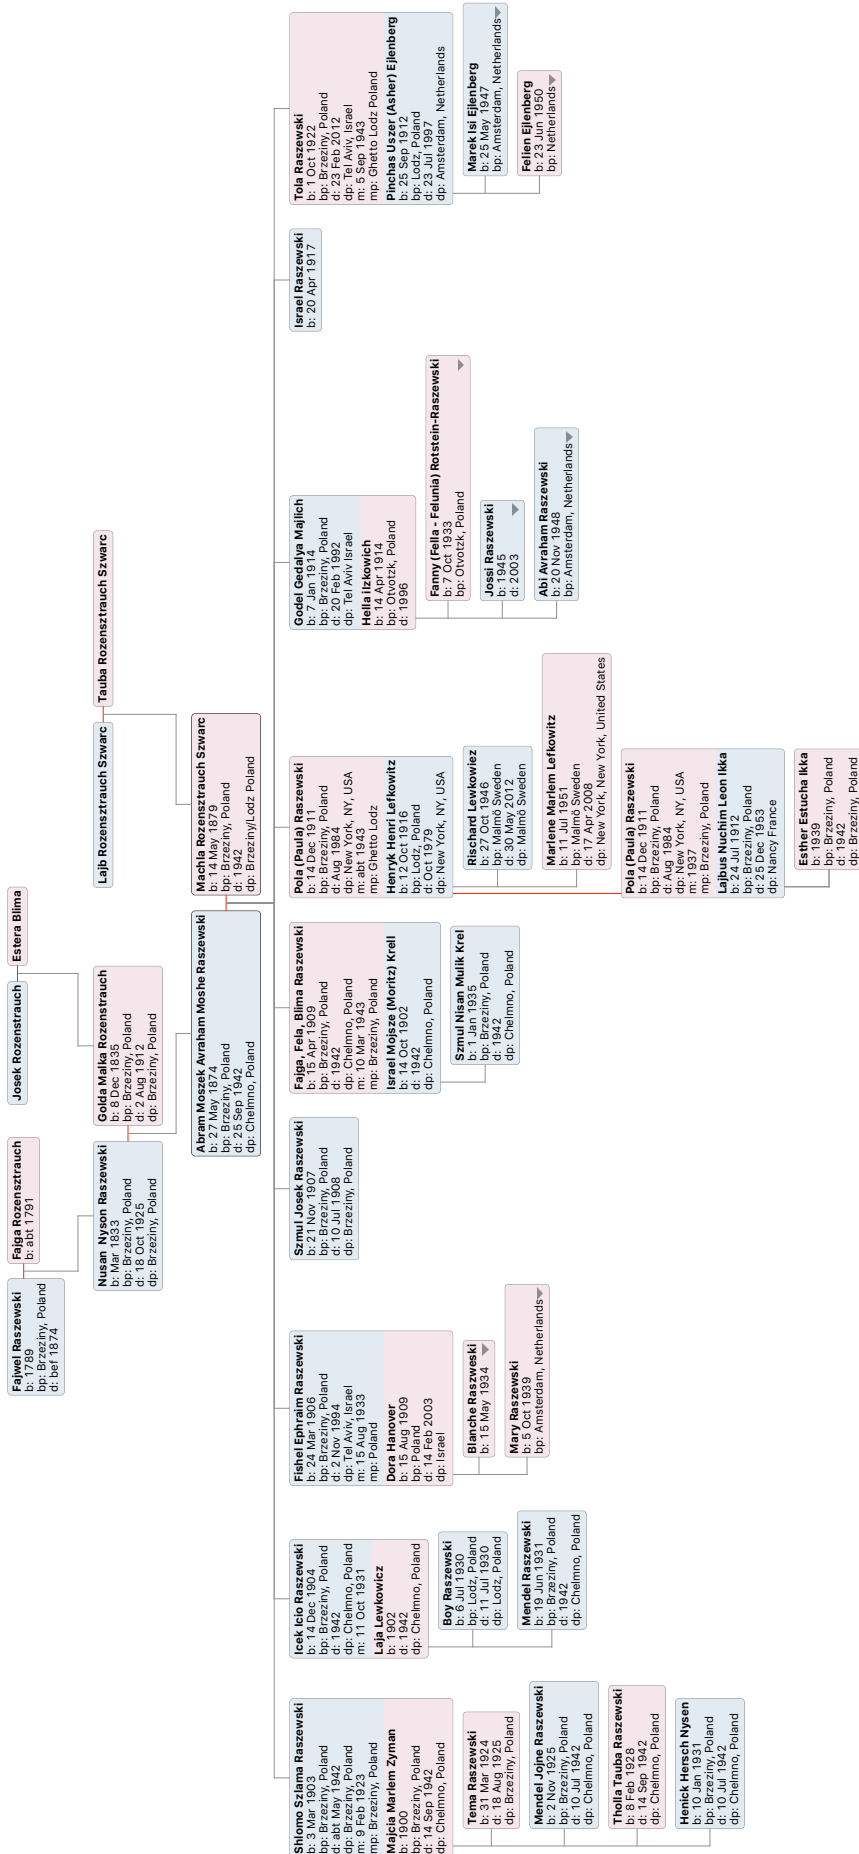 Fajwel Raszewski
b: 1789
bp: Brzeziny, Poland
d: bef 1874
Fajga Rozensztrauch
b: abt 1791
Josek Rozenstrauch
Estera Blima
Nusan Nyson Raszewski
b: Mar 1833
bp: Brzeziny, Poland
d: 18 Oct 1925
dp: Brzeziny, Poland
Golda Malka Rozenstrauch
b: 8 Dec 1835
bp: Brzeziny, Poland
d: 2 Aug 1912
dp: Brzeziny, Poland
Lajb Rozensztrauch Szwarc
Tauba Rozensztrauch Szwarc
Abram Moszek Avraham Moshe Raszewski
b: 27 May 1874
bp: Brzeziny, Poland
d: 25 Sep 1942
dp: Chelmno, Poland
Machla Rozensztrauch Szwarc
b: 14 May 1879
bp: Brzeziny, Poland
d: 1942
dp: Brzeziny/Lodz Poland
Shlomo Szlama Raszewski
b: 3 Mar 1903
bp: Brzeziny, Poland
d: abt May 1942
dp: Brzeziny, Poland
m: 9 Feb 1923
mp: Brzeziny, Poland
Majcia Marlem Zyman
b: 1900
bp: Brzeziny, Poland
d: 14 Sep 1942
dp: Chelmno, Poland
Tema Raszewski
b: 31 Mar 1924
d: 18 Aug 1925
dp: Brzeziny, Poland
Mendel Jojne Raszewski
b: 2 Nov 1925
bp: Brzeziny, Poland
d: 10 Jul 1942
dp: Chelmno, Poland
Tholla Tauba Raszewski
b: 8 Feb 1928
d: 14 Sep 1942
dp: Chelmno, Poland
Henick Hersch Nysen
b: 10 Jan 1931
bp: Brzeziny, Poland
d: 10 Jul 1942
dp: Chelmno, Poland
Icek Icio Raszewski
b: 14 Dec 1904
bp: Brzeziny, Poland
d: 1942
dp: Chelmno, Poland
m: 11 Oct 1931
Laja Lewkowicz
b: 1902
d: 1942
dp: Chelmno, Poland
Boy Raszewski
b: 6 Jul 1930
bp: Lodz, Poland
d: 11 Jul 1930
dp: Lodz, Poland
Mendel Raszewski
b: 19 Jun 1931
bp: Brzeziny, Poland
d: 1942
dp: Chelmno, Poland
Fishel Ephraim Raszewski
b: 24 Mar 1906
bp: Brzeziny, Poland
d: 2 Nov 1994
dp: Tel Aviv, Israel
m: 15 Aug 1933
mp: Poland
Dora Hanover
b: 15 Aug 1909
bp: Poland
d: 14 Feb 2003
dp: Israel
Blanche Raszweski
b: 15 May 1934
Mary Raszewski
b: 5 Oct 1939
bp: Amsterdam, Netherlands
Szmul Josek Raszewski
b: 21 Nov 1907
bp: Brzeziny, Poland
d: 10 Jul 1908
dp: Brzeziny, Poland
Fajga, Fela, Blima Raszewski
b: 15 Apr 1909
bp: Brzeziny, Poland
d: 1942
dp: Chelmno, Poland
m: 10 Mar 1943
mp: Brzeziny, Poland
Israel Mojsze (Moritz) Krell
b: 14 Oct 1902
d: 1942
dp: Chelmno, Poland
Szmul Nisan Mulik Krel
b: 1 Jan 1935
bp: Brzeziny, Poland
d: 1942
dp: Chelmno, Poland
Pola (Paula) Raszewski
b: 14 Dec 1911
bp: Brzeziny, Poland
d: Aug 1984
dp: New York, NY, USA
m: abt 1943
mp: Ghetto Lodz
Henryk Henri Lefkowitz
b: 12 Oct 1916
bp: Lodz, Poland
d: Oct 1979
dp: New York, NY, USA
Rischard Lewkowiez
b: 27 Oct 1946
bp: Malmö Sweden
d: 30 May 2012
dp: Malmö Sweden
Marlene Marlem Lefkowitz
b: 11 Jul 1951
bp: Malmö Sweden
d: 17 Apr 2008
dp: New York, New York, United States
Pola (Paula) Raszewski
b: 14 Dec 1911
bp: Brzeziny, Poland
d: Aug 1984
dp: New York, NY, USA
m: 1937
mp: Brzeziny, Poland
Lajbus Nuchim Leon Ikka
b: 24 Jul 1912
bp: Brzeziny, Poland
d: 25 Dec 1953
dp: Nancy France
Esther Estucha Ikka
b: 1939
bp: Brzeziny, Poland
d: 1942
dp: Brzeziny, Poland
Godel Gedalya Majlich
b: 7 Jan 1914
bp: Brzeziny, Poland
d: 20 Feb 1992
dp: Tel Aviv Israel
Hella itzkowich
b: 14 Apr 1914
bp: Otvotzk, Poland
d: 1996
Fanny (Fella - Felunia) Rotstein-Raszewski
b: 7 Oct 1933
bp: Otvotzk, Poland
Jossi Raszewski
b: 1945
d: 2003
Abi Avraham Raszewski
b: 20 Nov 1948
bp: Amsterdam, Netherlands
Israel Raszewski
b: 20 Apr 1917
Tola Raszewski
b: 1 Oct 1922
bp: Brzeziny, Poland
d: 23 Feb 2012
dp: Tel Aviv, Israel
m: 5 Sep 1943
mp: Ghetto Lodz Poland
Pinchas Uszer (Asher) Ejlenberg
b: 25 Sep 1912
bp: Lodz, Poland
d: 23 Jul 1997
dp: Amsterdam, Netherlands
Marek Isi Ejlenberg
b: 25 May 1947
bp: Amsterdam, Netherlands
Felien Ejlenberg
b: 23 Jun 1950
bp: Netherlands